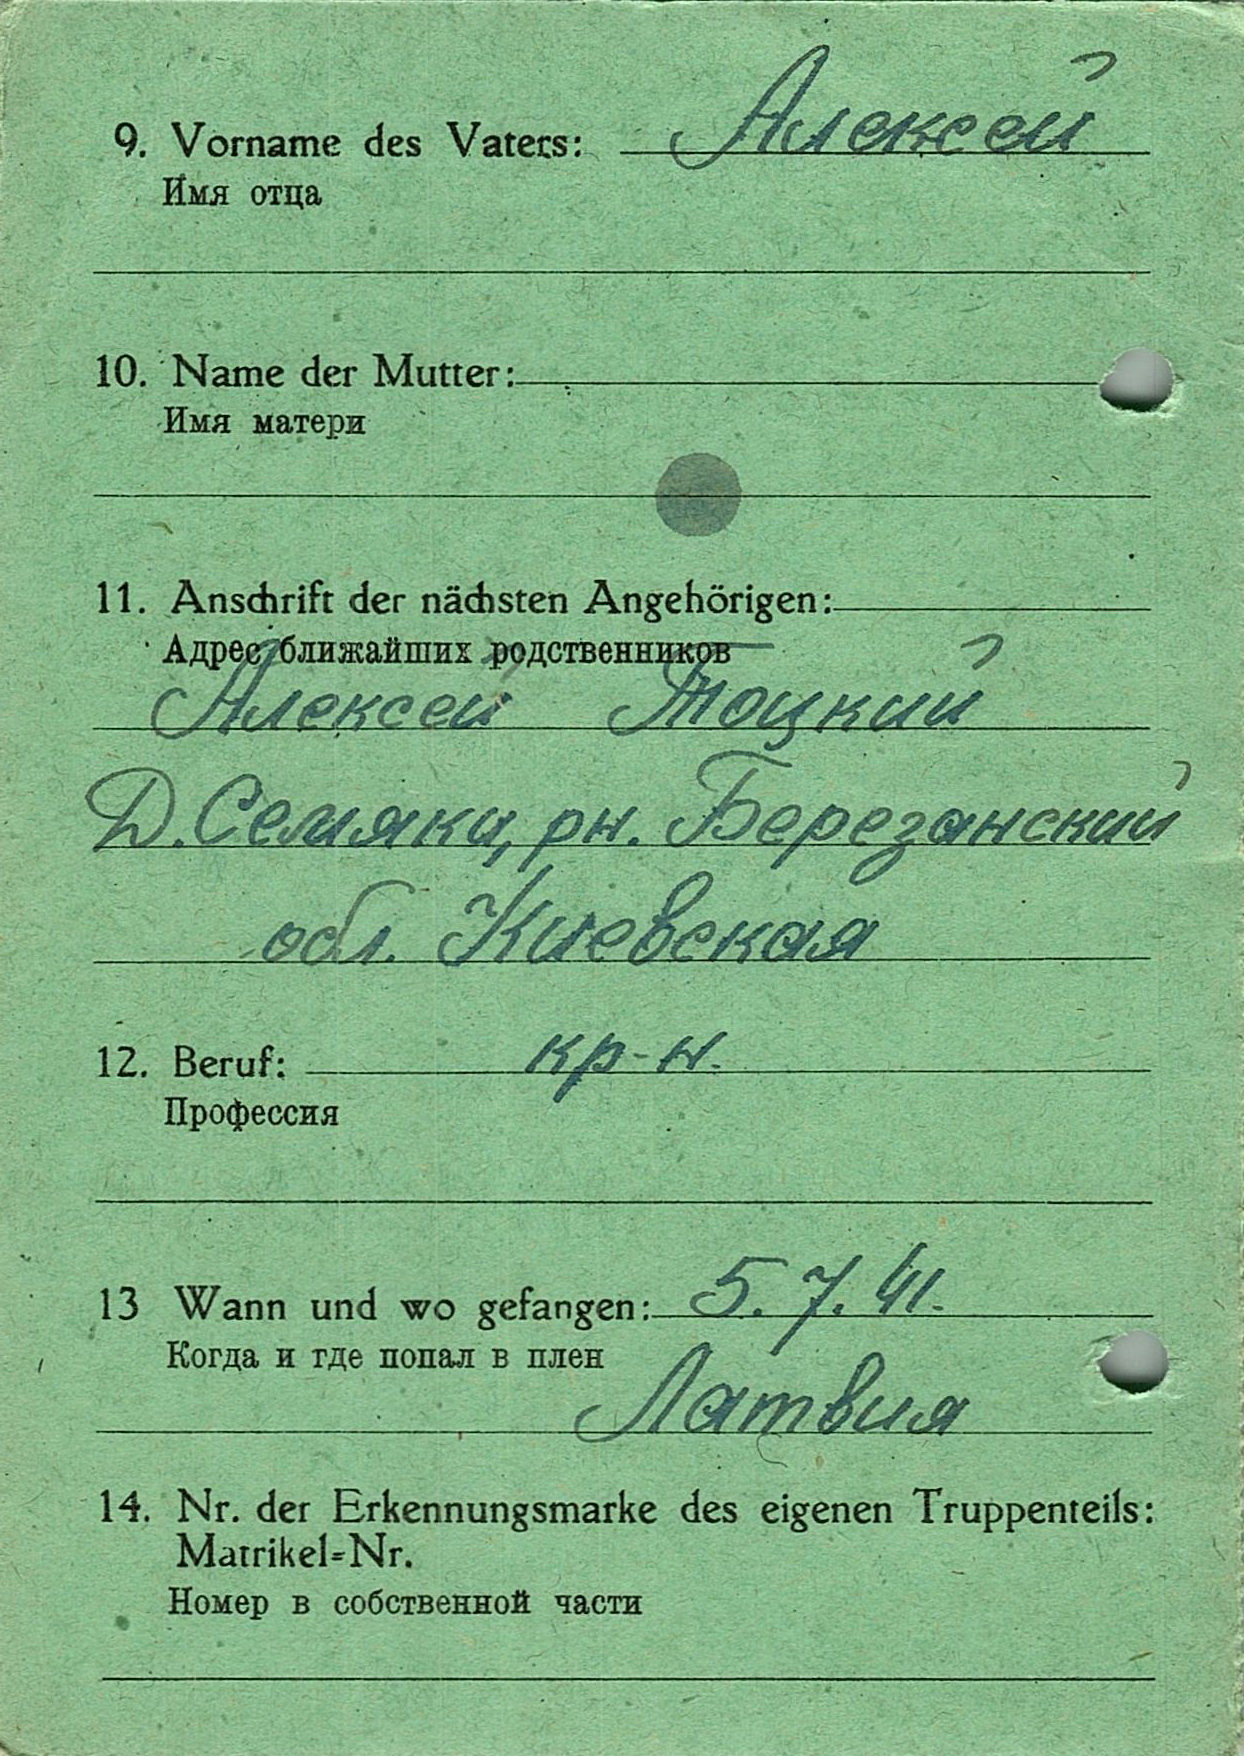 9. Vorname des Vaters: Алексей
Имя отца
10. Name der Mutter:
Имя матери
11. Anschrift der nächsten Angehörigen:
Адрес ближайших родственников
Алексей Тоцкий
Д. Семяки, рн. Березанский
обл. Киевская
12. Beruf: кр-н.
Профессия
13 Wann und wo gefangen: 5.7.41.
Когда и где попал в плен
Латвия
14. Nr. der Erkennungsmarke des eigenen Truppenteils:
Matrikel=Nr.
Номер в собственной части